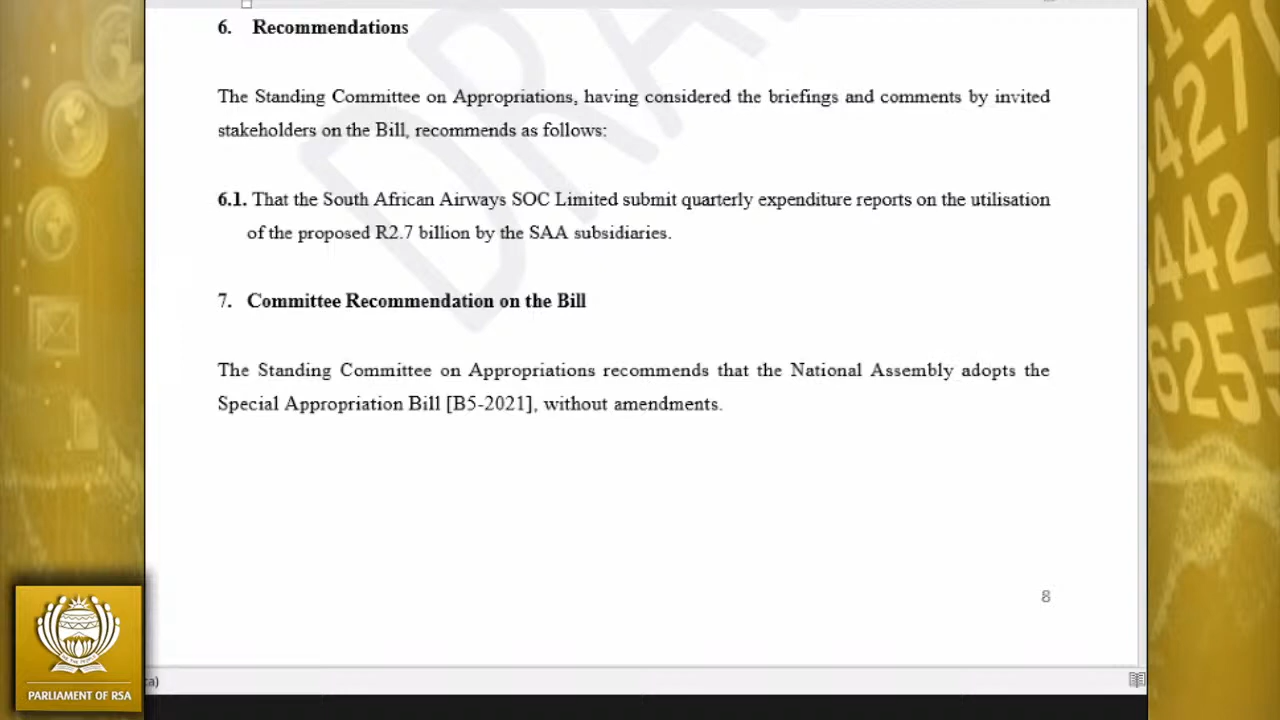 6. Recommendations
The Standing Committee on Appropriations, having considered the briefings and comments by invited
stakeholders on the Bill, recommends as follows:
6.1. That the South African Airways SOC Limited submit quarterly expenditure reports on the utilisation
of the proposed R2.7 billion by the SAA subsidiaries.
7. Committee Recommendation on the Bill
The Standing Committee on Appropriations recommends that the National Assembly adopts the
Special Appropriation Bill [B5-2021], without amendments.
8
PARLIAMENT OF RSA